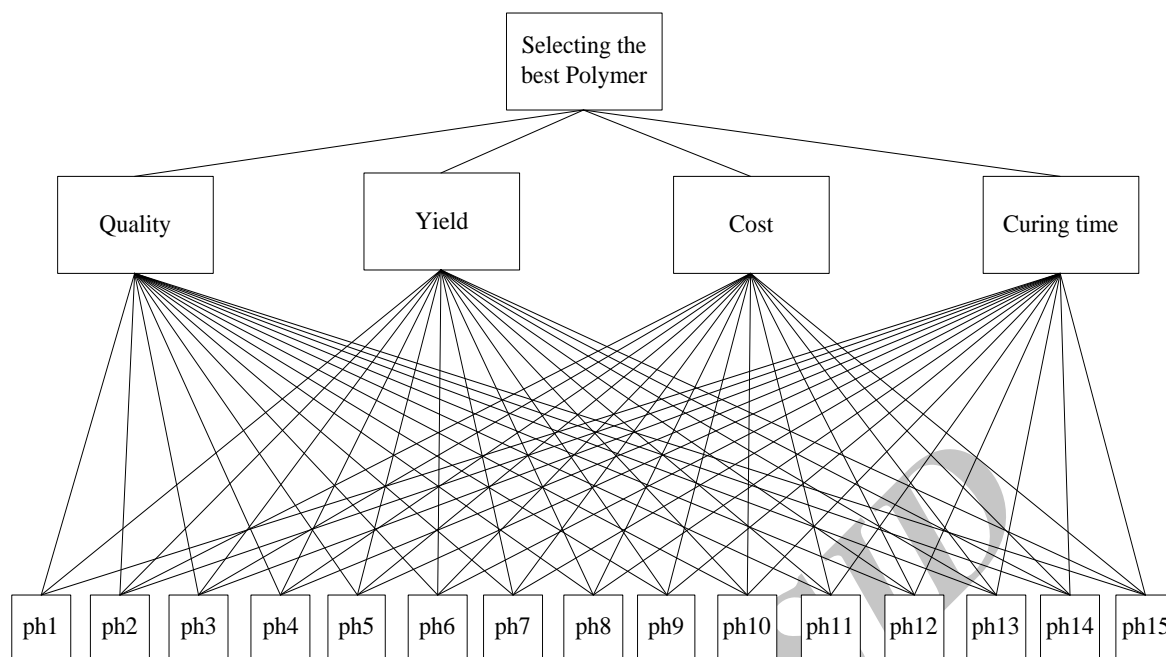 Selecting the
best Polymer
Quality
Yield
Cost
Curing time
ph1
ph2
ph3
ph4
ph5
ph6
ph7
ph8
ph9
ph10
ph11
ph12
ph13
ph14
ph15